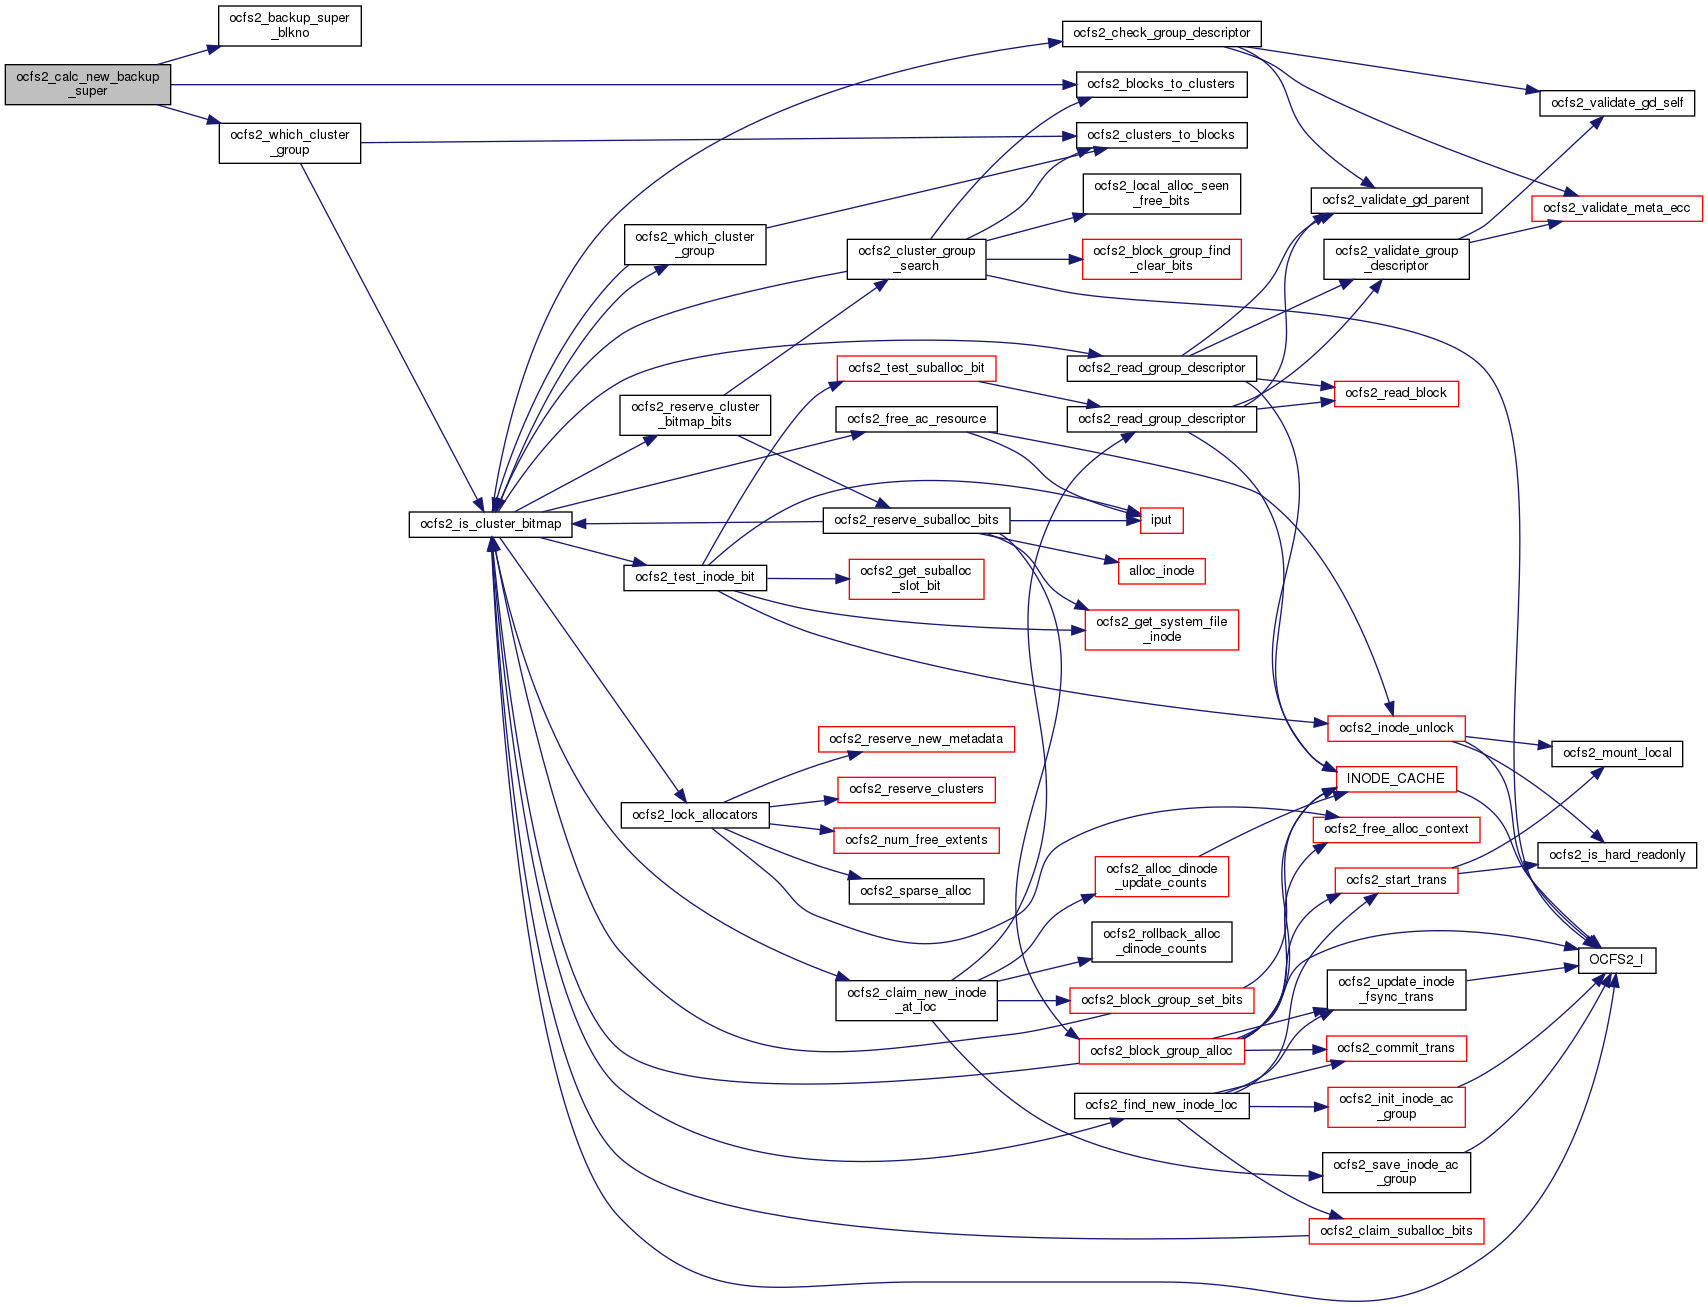 ocfs2_backup_super
_blkno
ocfs2_calc_new_backup
_super
ocfs2_which_cluster
_group
ocfs2_is_cluster_bitmap
ocfs2_which_cluster
_group
ocfs2_reserve_cluster
_bitmap_bits
ocfs2_test_inode_bit
ocfs2_lock_allocators
ocfs2_cluster_group
_search
ocfs2_test_suballoc_bit
ocfs2_free_ac_resource
ocfs2_reserve_suballoc_bits
ocfs2_get_suballoc
_slot_bit
ocfs2_reserve_new_metadata
ocfs2_reserve_clusters
ocfs2_num_free_extents
ocfs2_sparse_alloc
ocfs2_claim_new_inode
_at_loc
ocfs2_check_group_descriptor
ocfs2_blocks_to_clusters
ocfs2_clusters_to_blocks
ocfs2_local_alloc_seen
_free_bits
ocfs2_block_group_find
_clear_bits
ocfs2_read_group_descriptor
ocfs2_read_group_descriptor
iput
alloc_inode
ocfs2_get_system_file
_inode
ocfs2_alloc_dinode
_update_counts
ocfs2_rollback_alloc
_dinode_counts
ocfs2_block_group_set_bits
ocfs2_block_group_alloc
ocfs2_find_new_inode_loc
ocfs2_validate_gd_parent
ocfs2_validate_group
_descriptor
ocfs2_read_block
ocfs2_inode_unlock
INODE_CACHE
ocfs2_free_alloc_context
ocfs2_start_trans
ocfs2_update_inode
_fsync_trans
ocfs2_commit_trans
ocfs2_init_inode_ac
_group
ocfs2_save_inode_ac
_group
ocfs2_claim_suballoc_bits
ocfs2_validate_gd_self
ocfs2_validate_meta_ecc
ocfs2_mount_local
ocfs2_is_hard_readonly
OCFS2_I